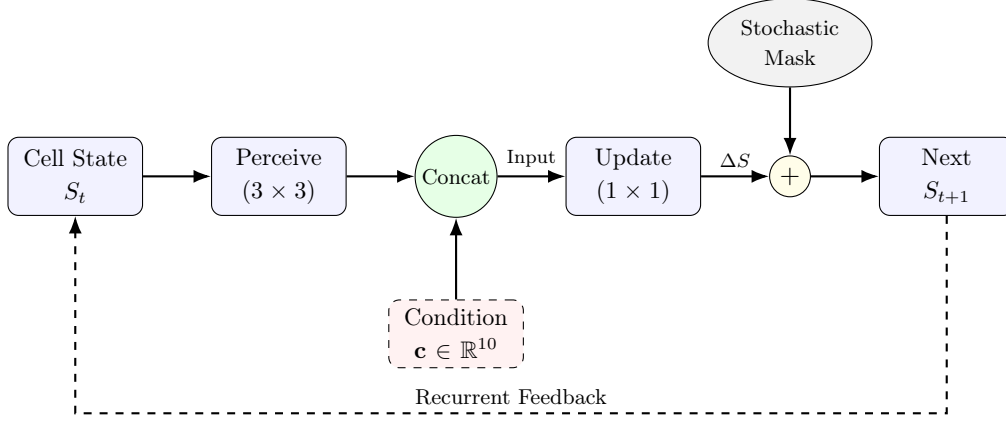 Stochastic
Mask
Cell State
S_t
Perceive
(3 × 3)
Concat
Input
Update
(1 × 1)
ΔS
+
Next
S_{t+1}
Condition
c ∈ ℝ^{10}
Recurrent Feedback